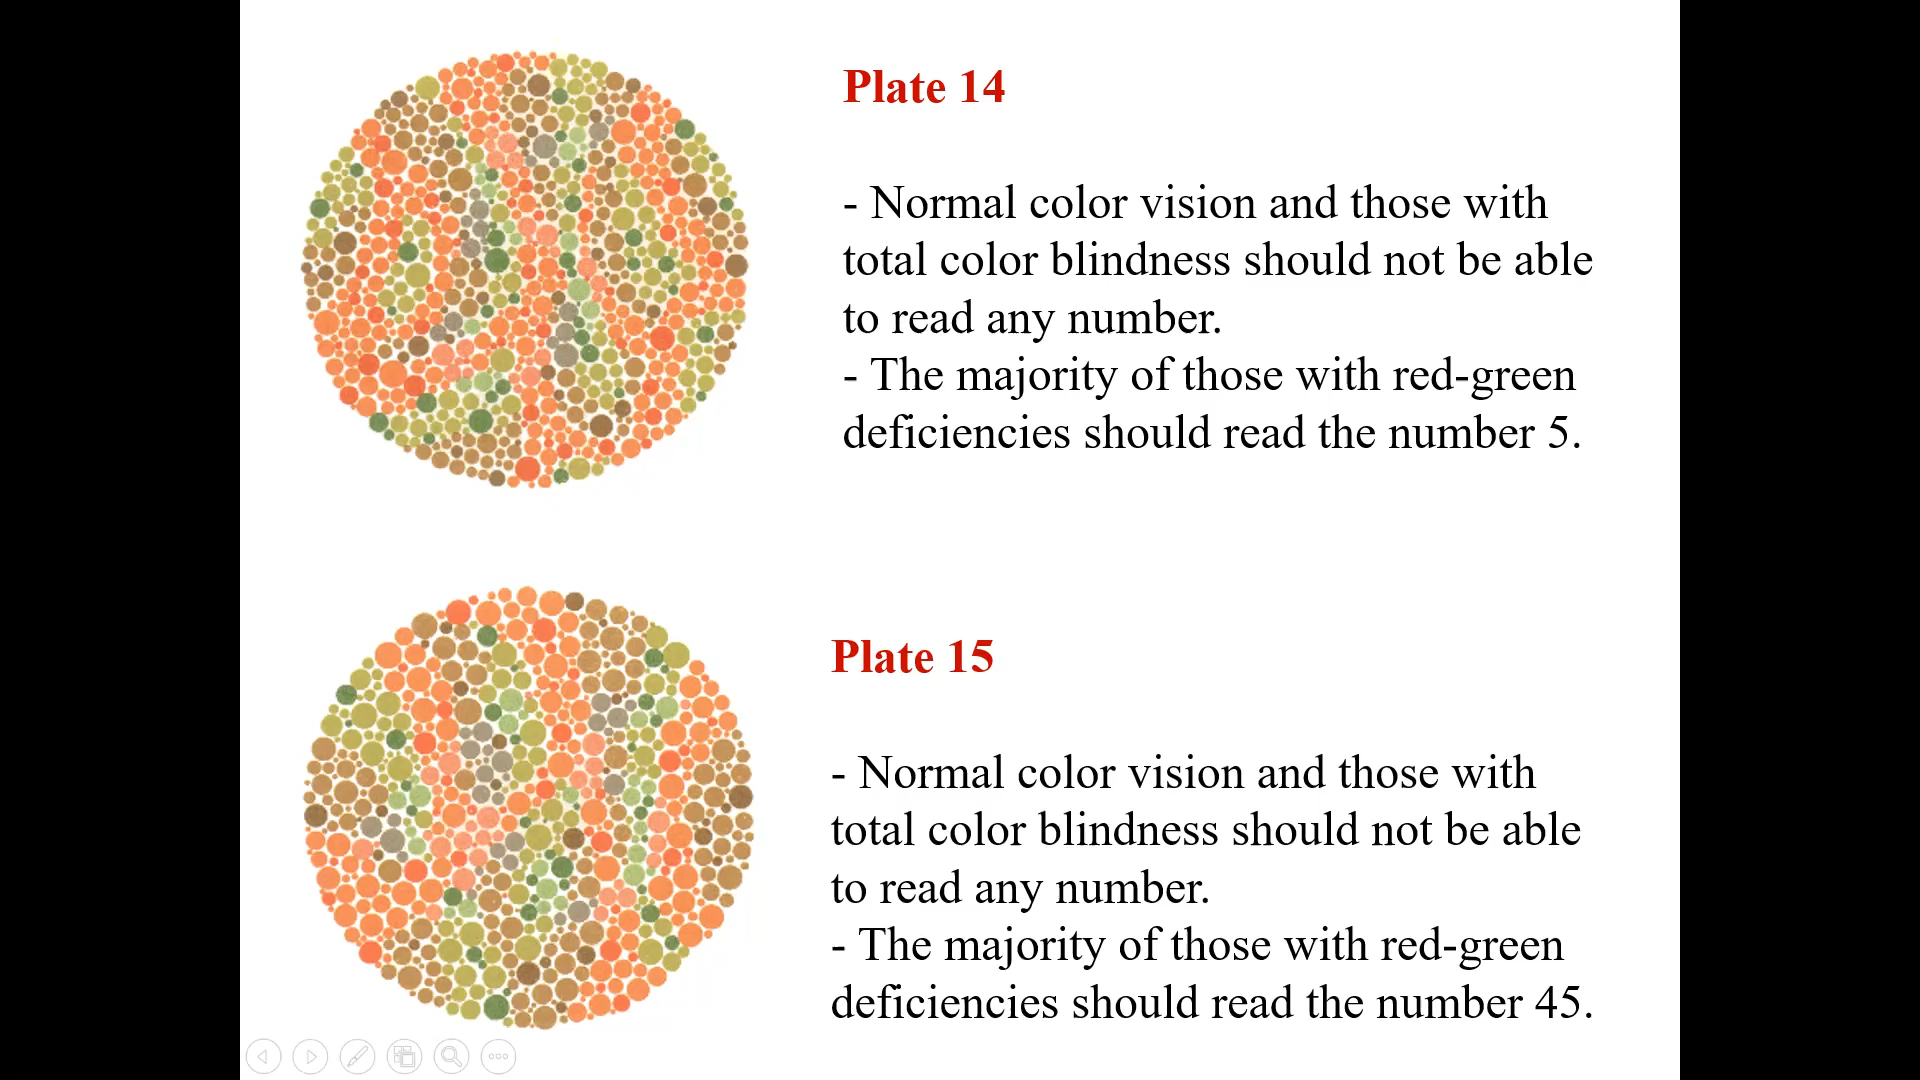 Plate 14
- Normal color vision and those with
total color blindness should not be able
to read any number.
- The majority of those with red-green
deficiencies should read the number 5.
Plate 15
- Normal color vision and those with
total color blindness should not be able
to read any number.
- The majority of those with red-green
deficiencies should read the number 45.